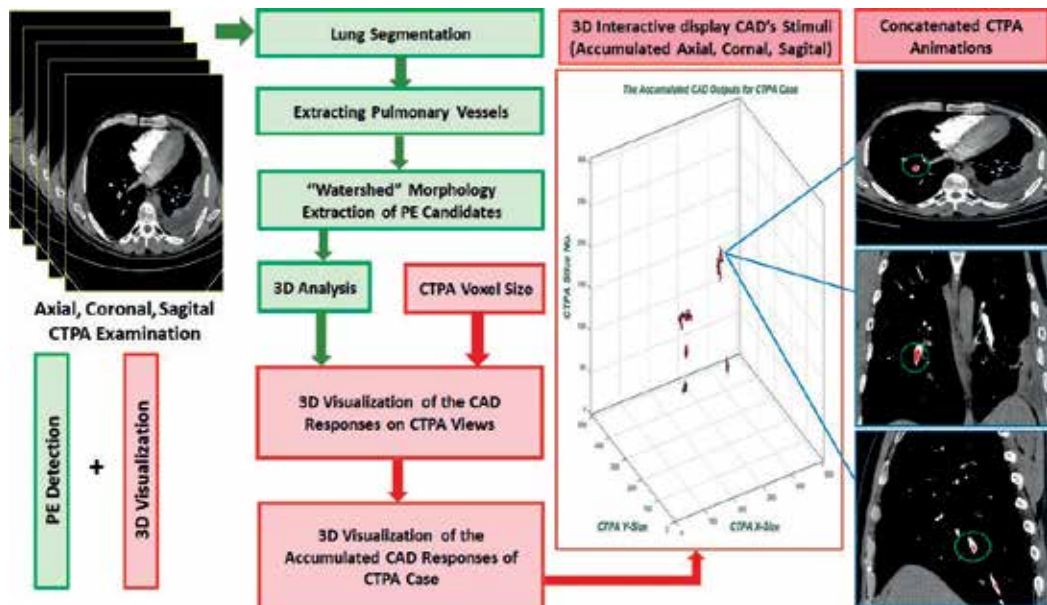 Lung Segmentation
Extracting Pulmonary Vessels
"Watershed" Morphology
Extraction of PE Candidates
3D Analysis
CTPA Voxel Size
3D Visualization of the CAD
Responses on CTPA Views
3D Visualization of the
Accumulated CAD Responses of
CTPA Case
Axial, Coronal, Sagital
CTPA Examination
PE Detection
+
3D Visualization
3D Interactive display CAD's Stimuli
(Accumulated Axial, Cornal, Sagital)
The Accumulated CAD Outputs for CTPA Case
CTPA Slice No.
CTPA Y-Size
CTPA X-Size
Concatenated CTPA
Animations